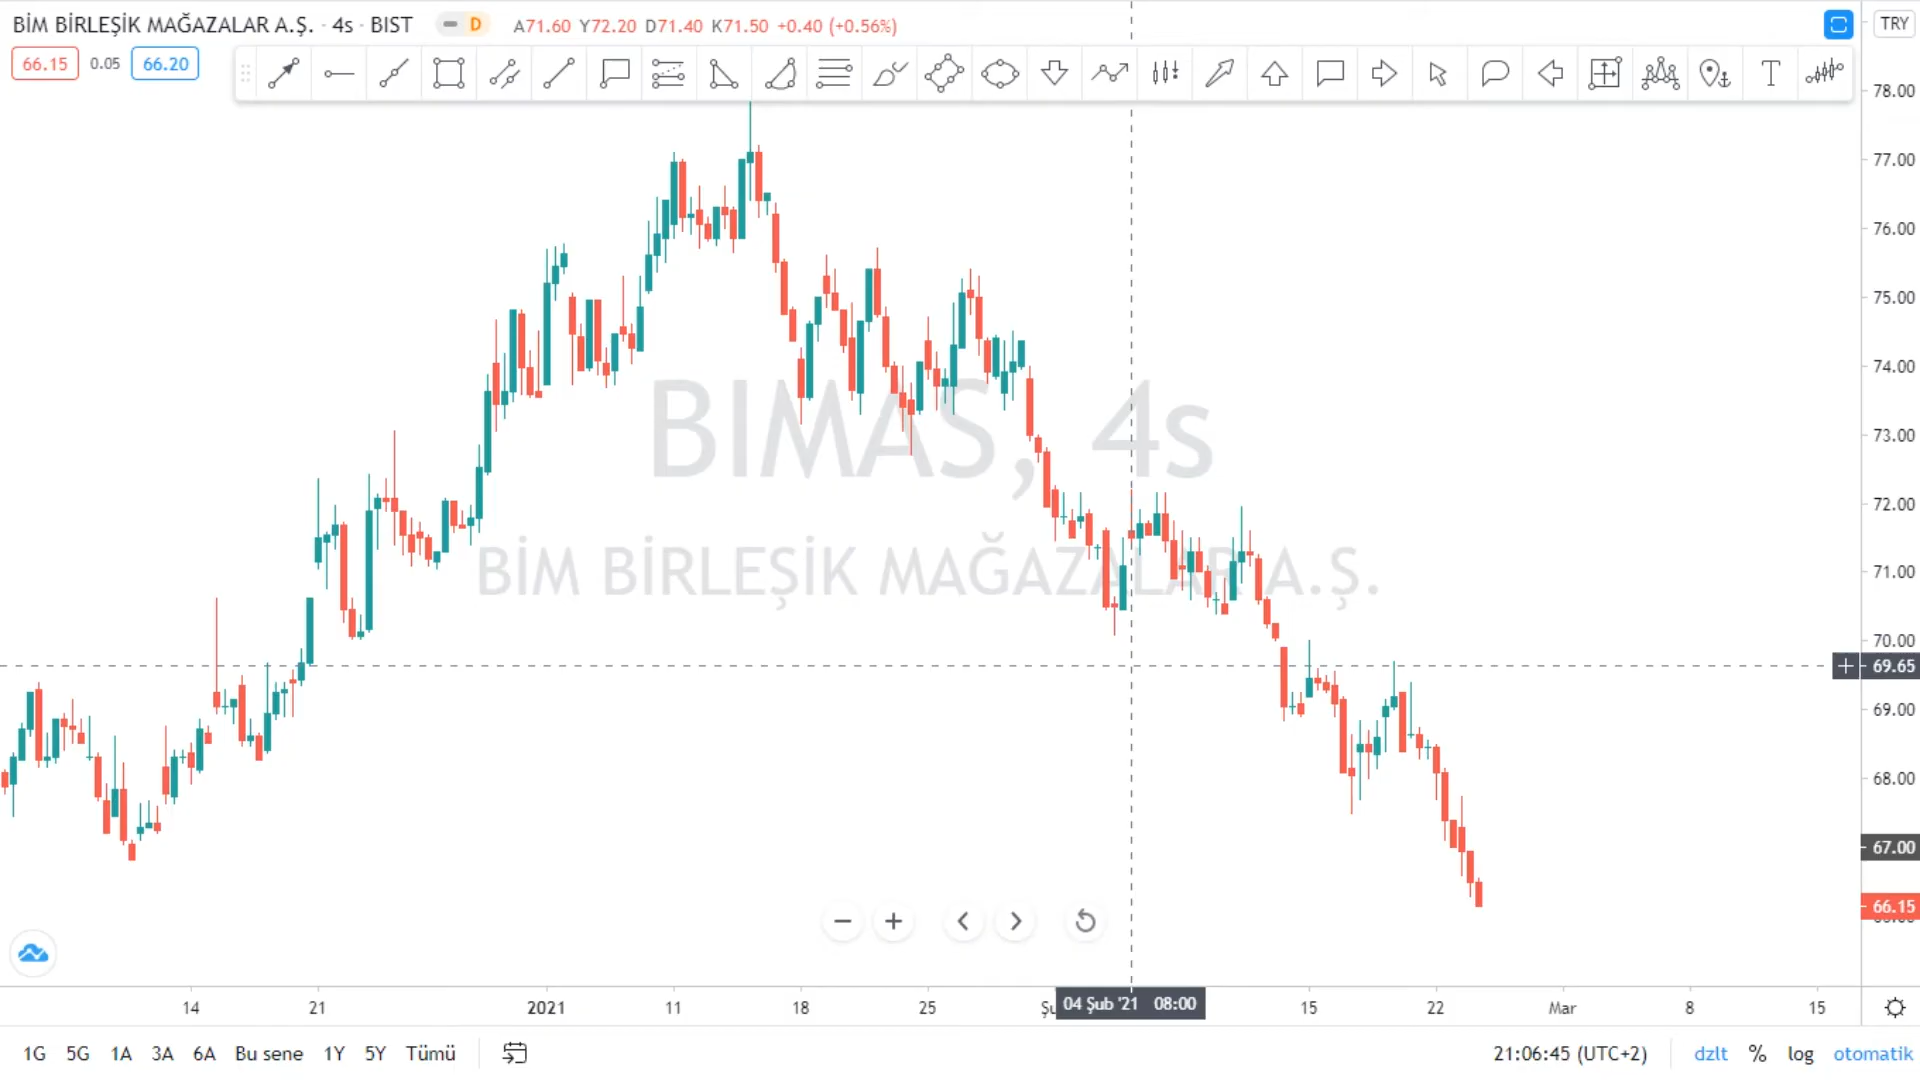 BİM BİRLEŞİK MAĞAZALAR A.Ş. · 4s · BIST D A71.60 Y72.20 D71.40 K71.50 +0.40 (+0.56%)
TRY
66.15 0.05 66.20
T
78.00
77.00
76.00
75.00
74.00
73.00
72.00
71.00
70.00
69.65
69.00
68.00
67.00
66.15
BIMAS, 4s
BİM BİRLEŞİK MAĞAZALAR A.Ş.
14 21 2021 11 18 25 04 Şub '21 08:00 15 22 Mar 8 15
1G 5G 1A 3A 6A Bu sene 1Y 5Y Tümü 21:06:45 (UTC+2) dzlt % log otomatik